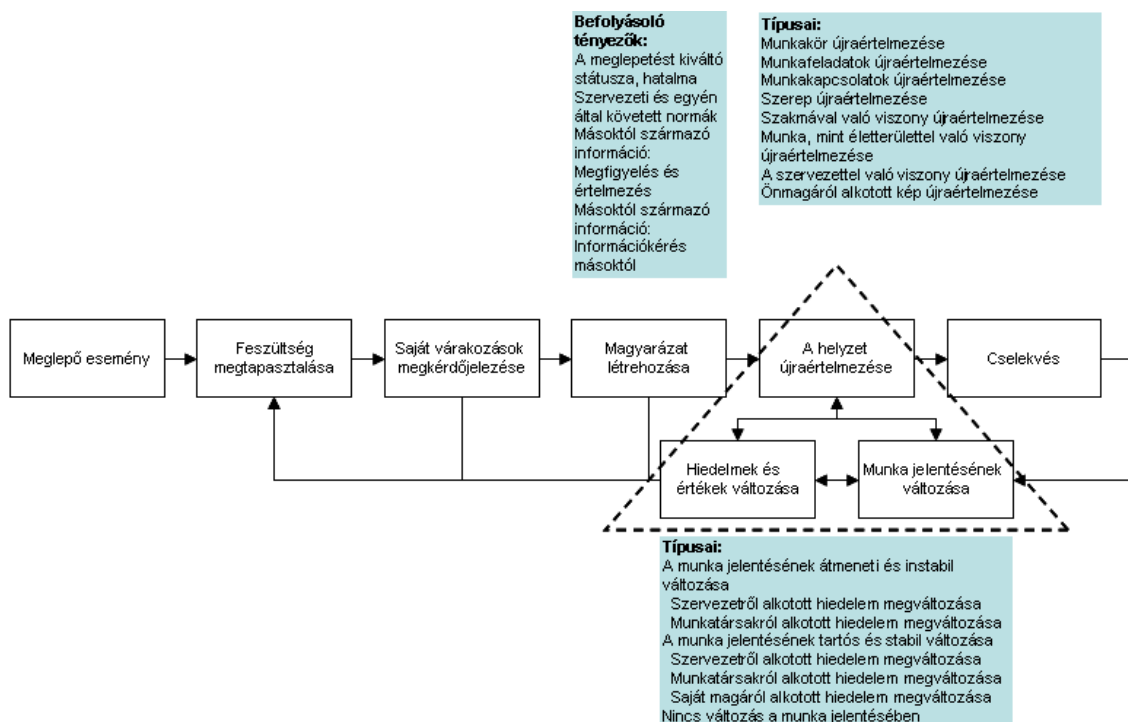 Befolyásoló
tényezők:
A meglepetést kiváltó
státusza, hatalma
Szervezeti és egyén
által követett normák
Másoktól származó
információ:
Megfigyelés és
értelmezés
Másoktól származó
információ:
Információkérés
másoktól
Típusai:
Munkakör újraértelmezése
Munkafeladatok újraértelmezése
Munkakapcsolatok újraértelmezése
Szerep újraértelmezése
Szakmával való viszony újraértelmezése
Munka, mint életterülettel való viszony
újraértelmezése
A szervezettel való viszony újraértelmezése
Önmagáról alkotott kép újraértelmezése
Meglepő esemény
Feszültség
megtapasztalása
Saját várakozások
megkérdőjelezése
Magyarázat
létrehozása
A helyzet
újraértelmezése
Cselekvés
Hiedelmek és
értékek változása
Munka jelentésének
változása
Típusai:
A munka jelentésének átmeneti és instabil
változása
Szervezetről alkotott hiedelem megváltozása
Munkatársakról alkotott hiedelem megváltozása
A munka jelentésének tartós és stabil változása
Szervezetről alkotott hiedelem megváltozása
Munkatársakról alkotott hiedelem megváltozása
Saját magáról alkotott hiedelem megváltozása
Nincs változás a munka jelentésében